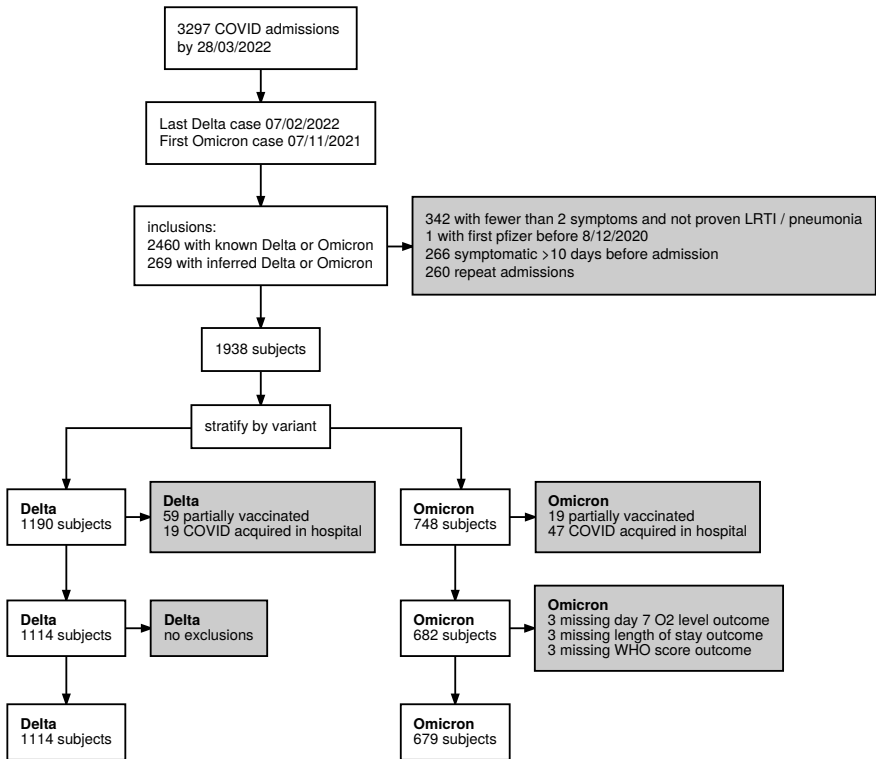 3297 COVID admissions
by 28/03/2022
Last Delta case 07/02/2022
First Omicron case 07/11/2021
inclusions:
2460 with known Delta or Omicron
269 with inferred Delta or Omicron
342 with fewer than 2 symptoms and not proven LRTI / pneumonia
1 with first pfizer before 8/12/2020
266 symptomatic >10 days before admission
260 repeat admissions
1938 subjects
stratify by variant
Delta
1190 subjects
Delta
59 partially vaccinated
19 COVID acquired in hospital
Omicron
748 subjects
Omicron
19 partially vaccinated
47 COVID acquired in hospital
Delta
1114 subjects
Delta
no exclusions
Omicron
682 subjects
Omicron
3 missing day 7 O2 level outcome
3 missing length of stay outcome
3 missing WHO score outcome
Delta
1114 subjects
Omicron
679 subjects